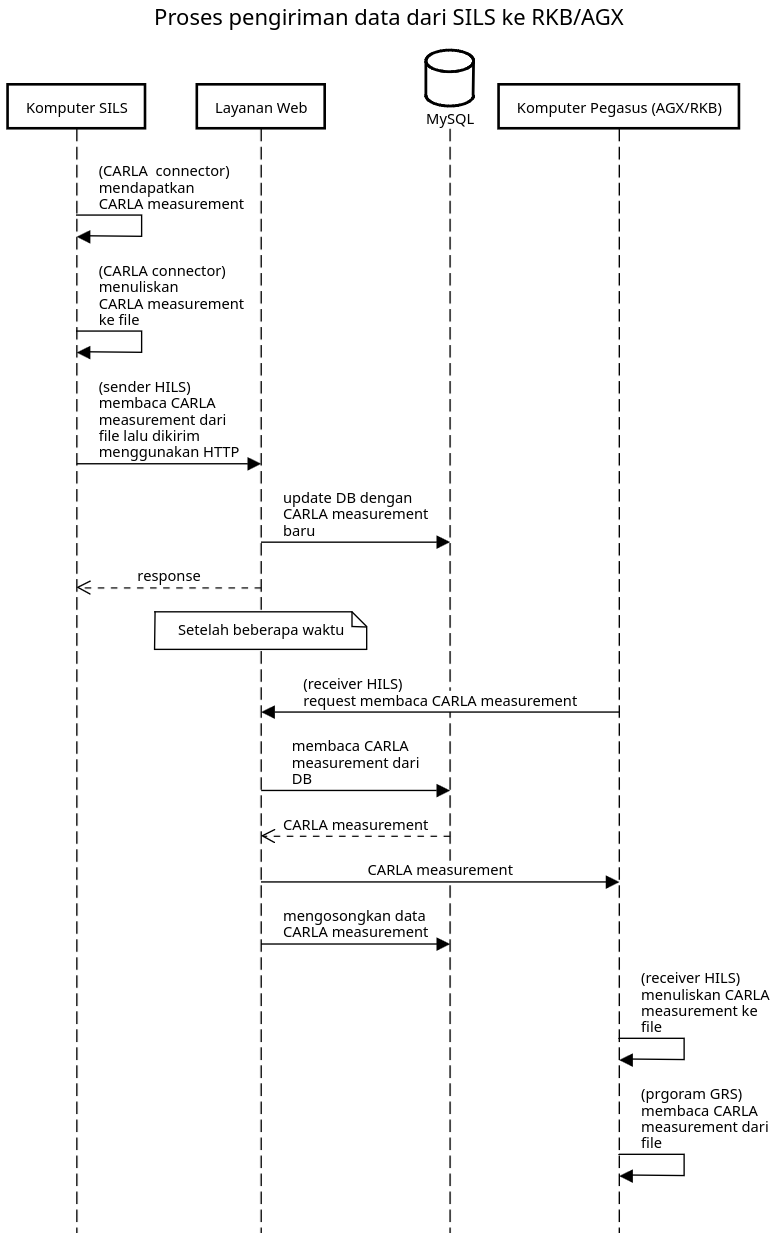 Proses pengiriman data dari SILS ke RKB/AGX
Komputer SILS
Layanan Web
MySQL
Komputer Pegasus (AGX/RKB)
(CARLA  connector)
mendapatkan
CARLA measurement
(CARLA connector)
menuliskan
CARLA measurement
ke file
(sender HILS)
membaca CARLA
measurement dari
file lalu dikirim
menggunakan HTTP
update DB dengan
CARLA measurement
baru
response
Setelah beberapa waktu
(receiver HILS)
request membaca CARLA measurement
membaca CARLA
measurement dari
DB
CARLA measurement
CARLA measurement
mengosongkan data
CARLA measurement
(receiver HILS)
menuliskan CARLA
measurement ke
file
(prgoram GRS)
membaca CARLA
measurement dari
file